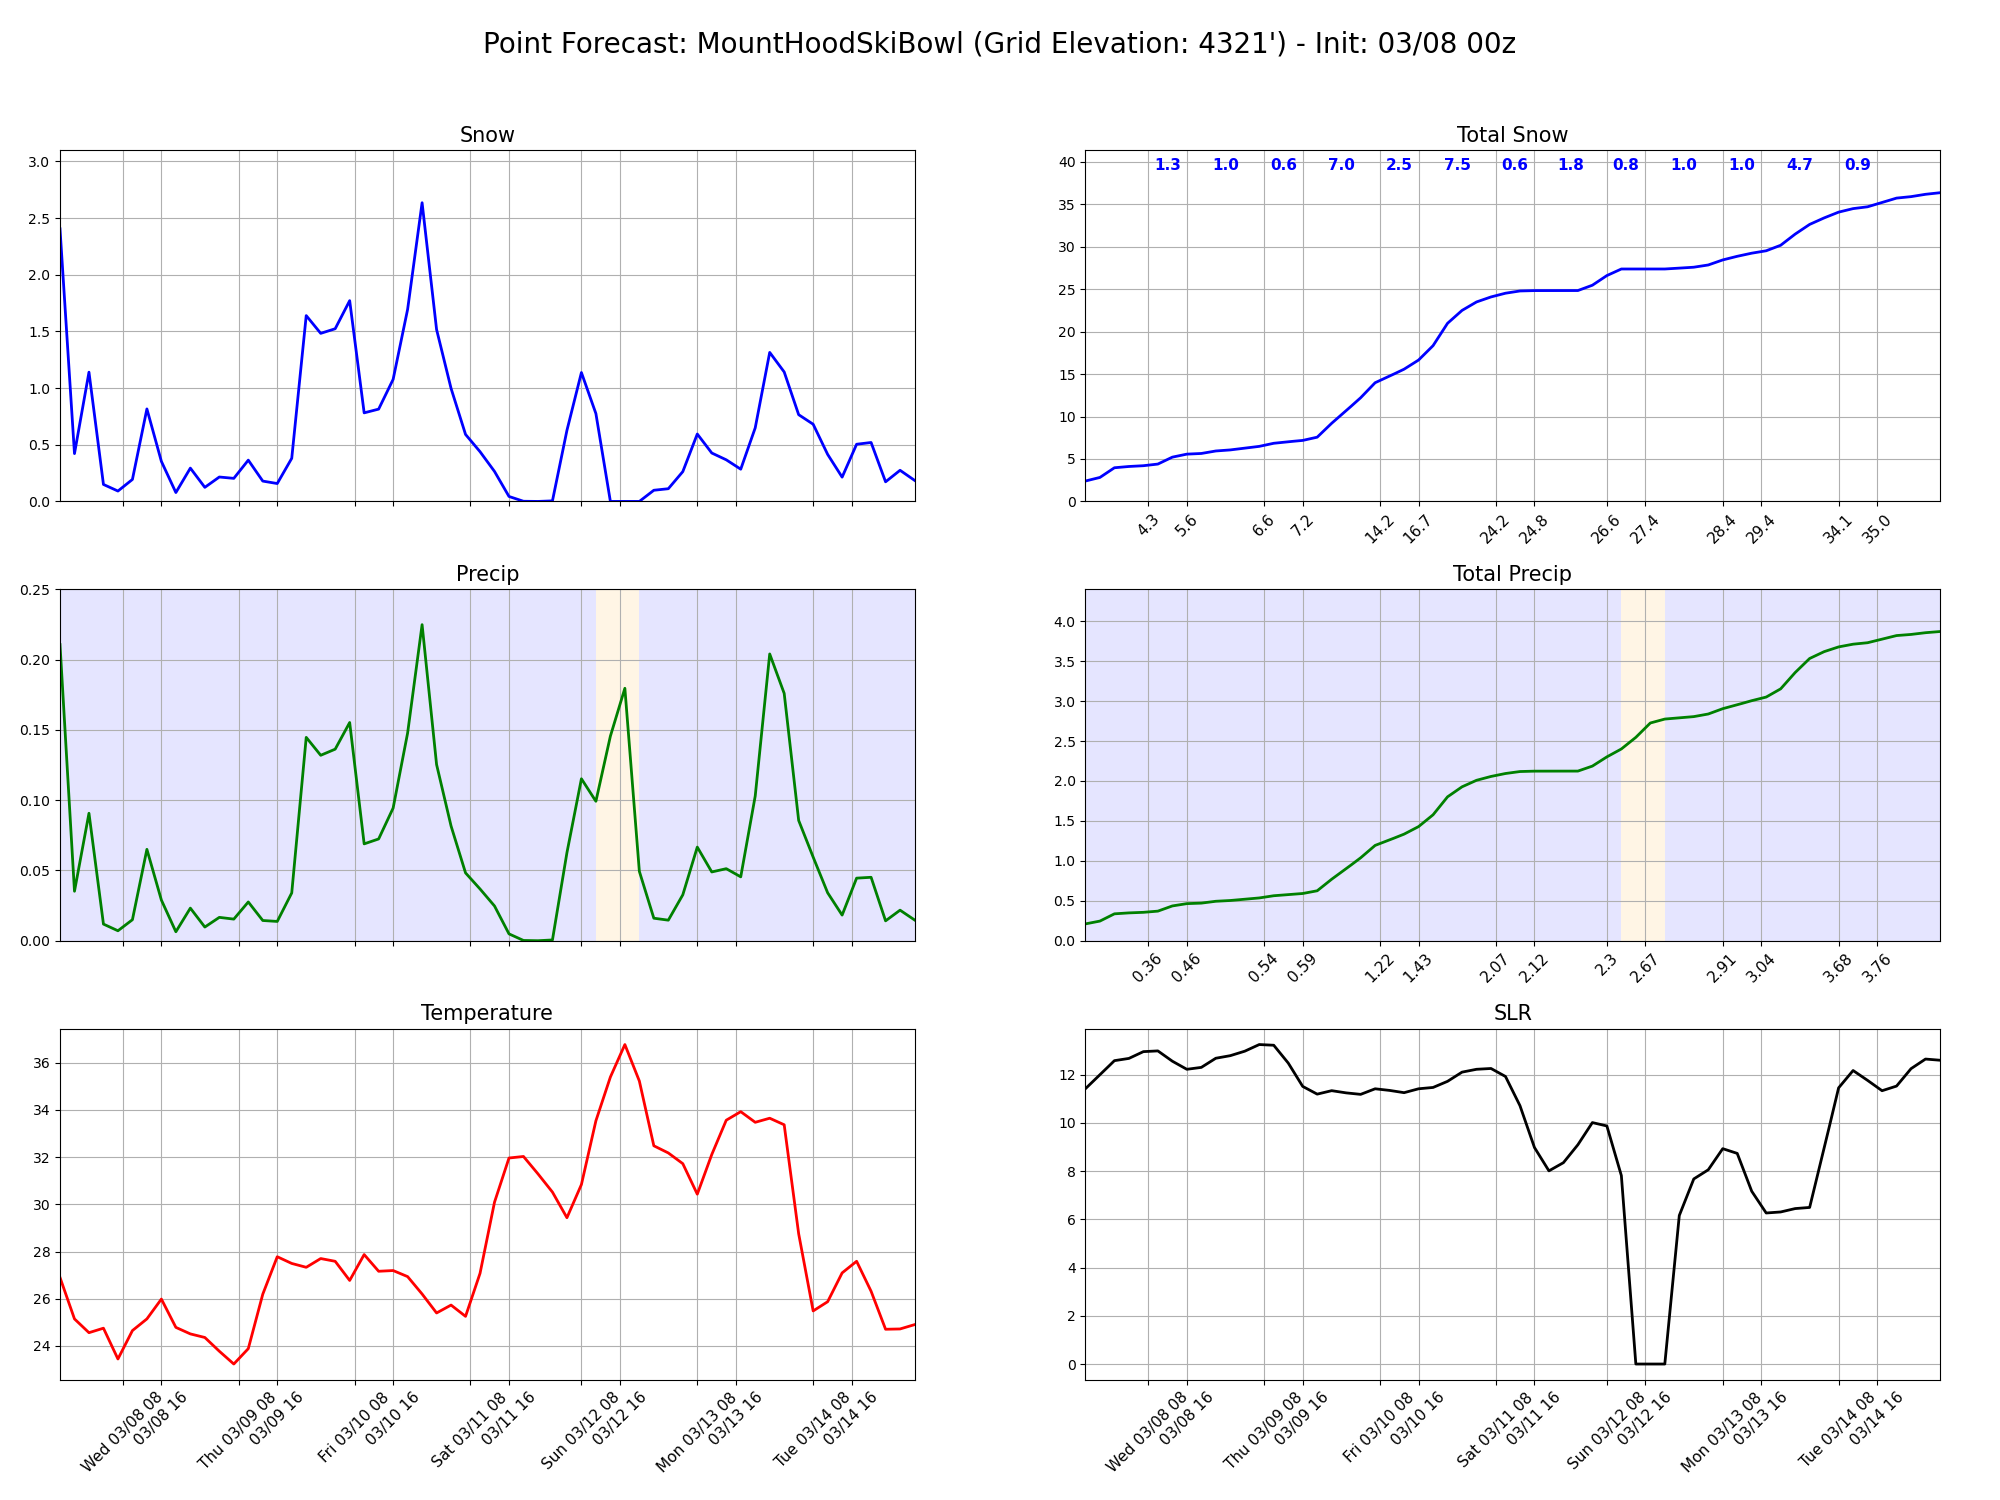 Point Forecast: MountHoodSkiBowl (Grid Elevation: 4321') - Init: 03/08 00z
Snow
3.0
2.5
2.0
1.5
1.0
0.5
0.0
Total Snow
1.3 1.0 0.6 7.0 2.5 7.5 0.6 1.8 0.8 1.0 1.0 4.7 0.9
40
35
30
25
20
15
10
5
0
4.3 5.6 6.6 7.2 14.2 16.7 24.2 24.8 26.6 27.4 28.4 29.4 34.1 35.0
Precip
0.25
0.20
0.15
0.10
0.05
0.00
Total Precip
4.0
3.5
3.0
2.5
2.0
1.5
1.0
0.5
0.0
0.36 0.46 0.54 0.59 1.22 1.43 2.07 2.12 2.3 2.67 2.91 3.04 3.68 3.76
Temperature
36
34
32
30
28
26
24
Wed 03/08 08
03/08 16
Thu 03/09 08
03/09 16
Fri 03/10 08
03/10 16
Sat 03/11 08
03/11 16
Sun 03/12 08
03/12 16
Mon 03/13 08
03/13 16
Tue 03/14 08
03/14 16
SLR
12
10
8
6
4
2
0
Wed 03/08 08
03/08 16
Thu 03/09 08
03/09 16
Fri 03/10 08
03/10 16
Sat 03/11 08
03/11 16
Sun 03/12 08
03/12 16
Mon 03/13 08
03/13 16
Tue 03/14 08
03/14 16